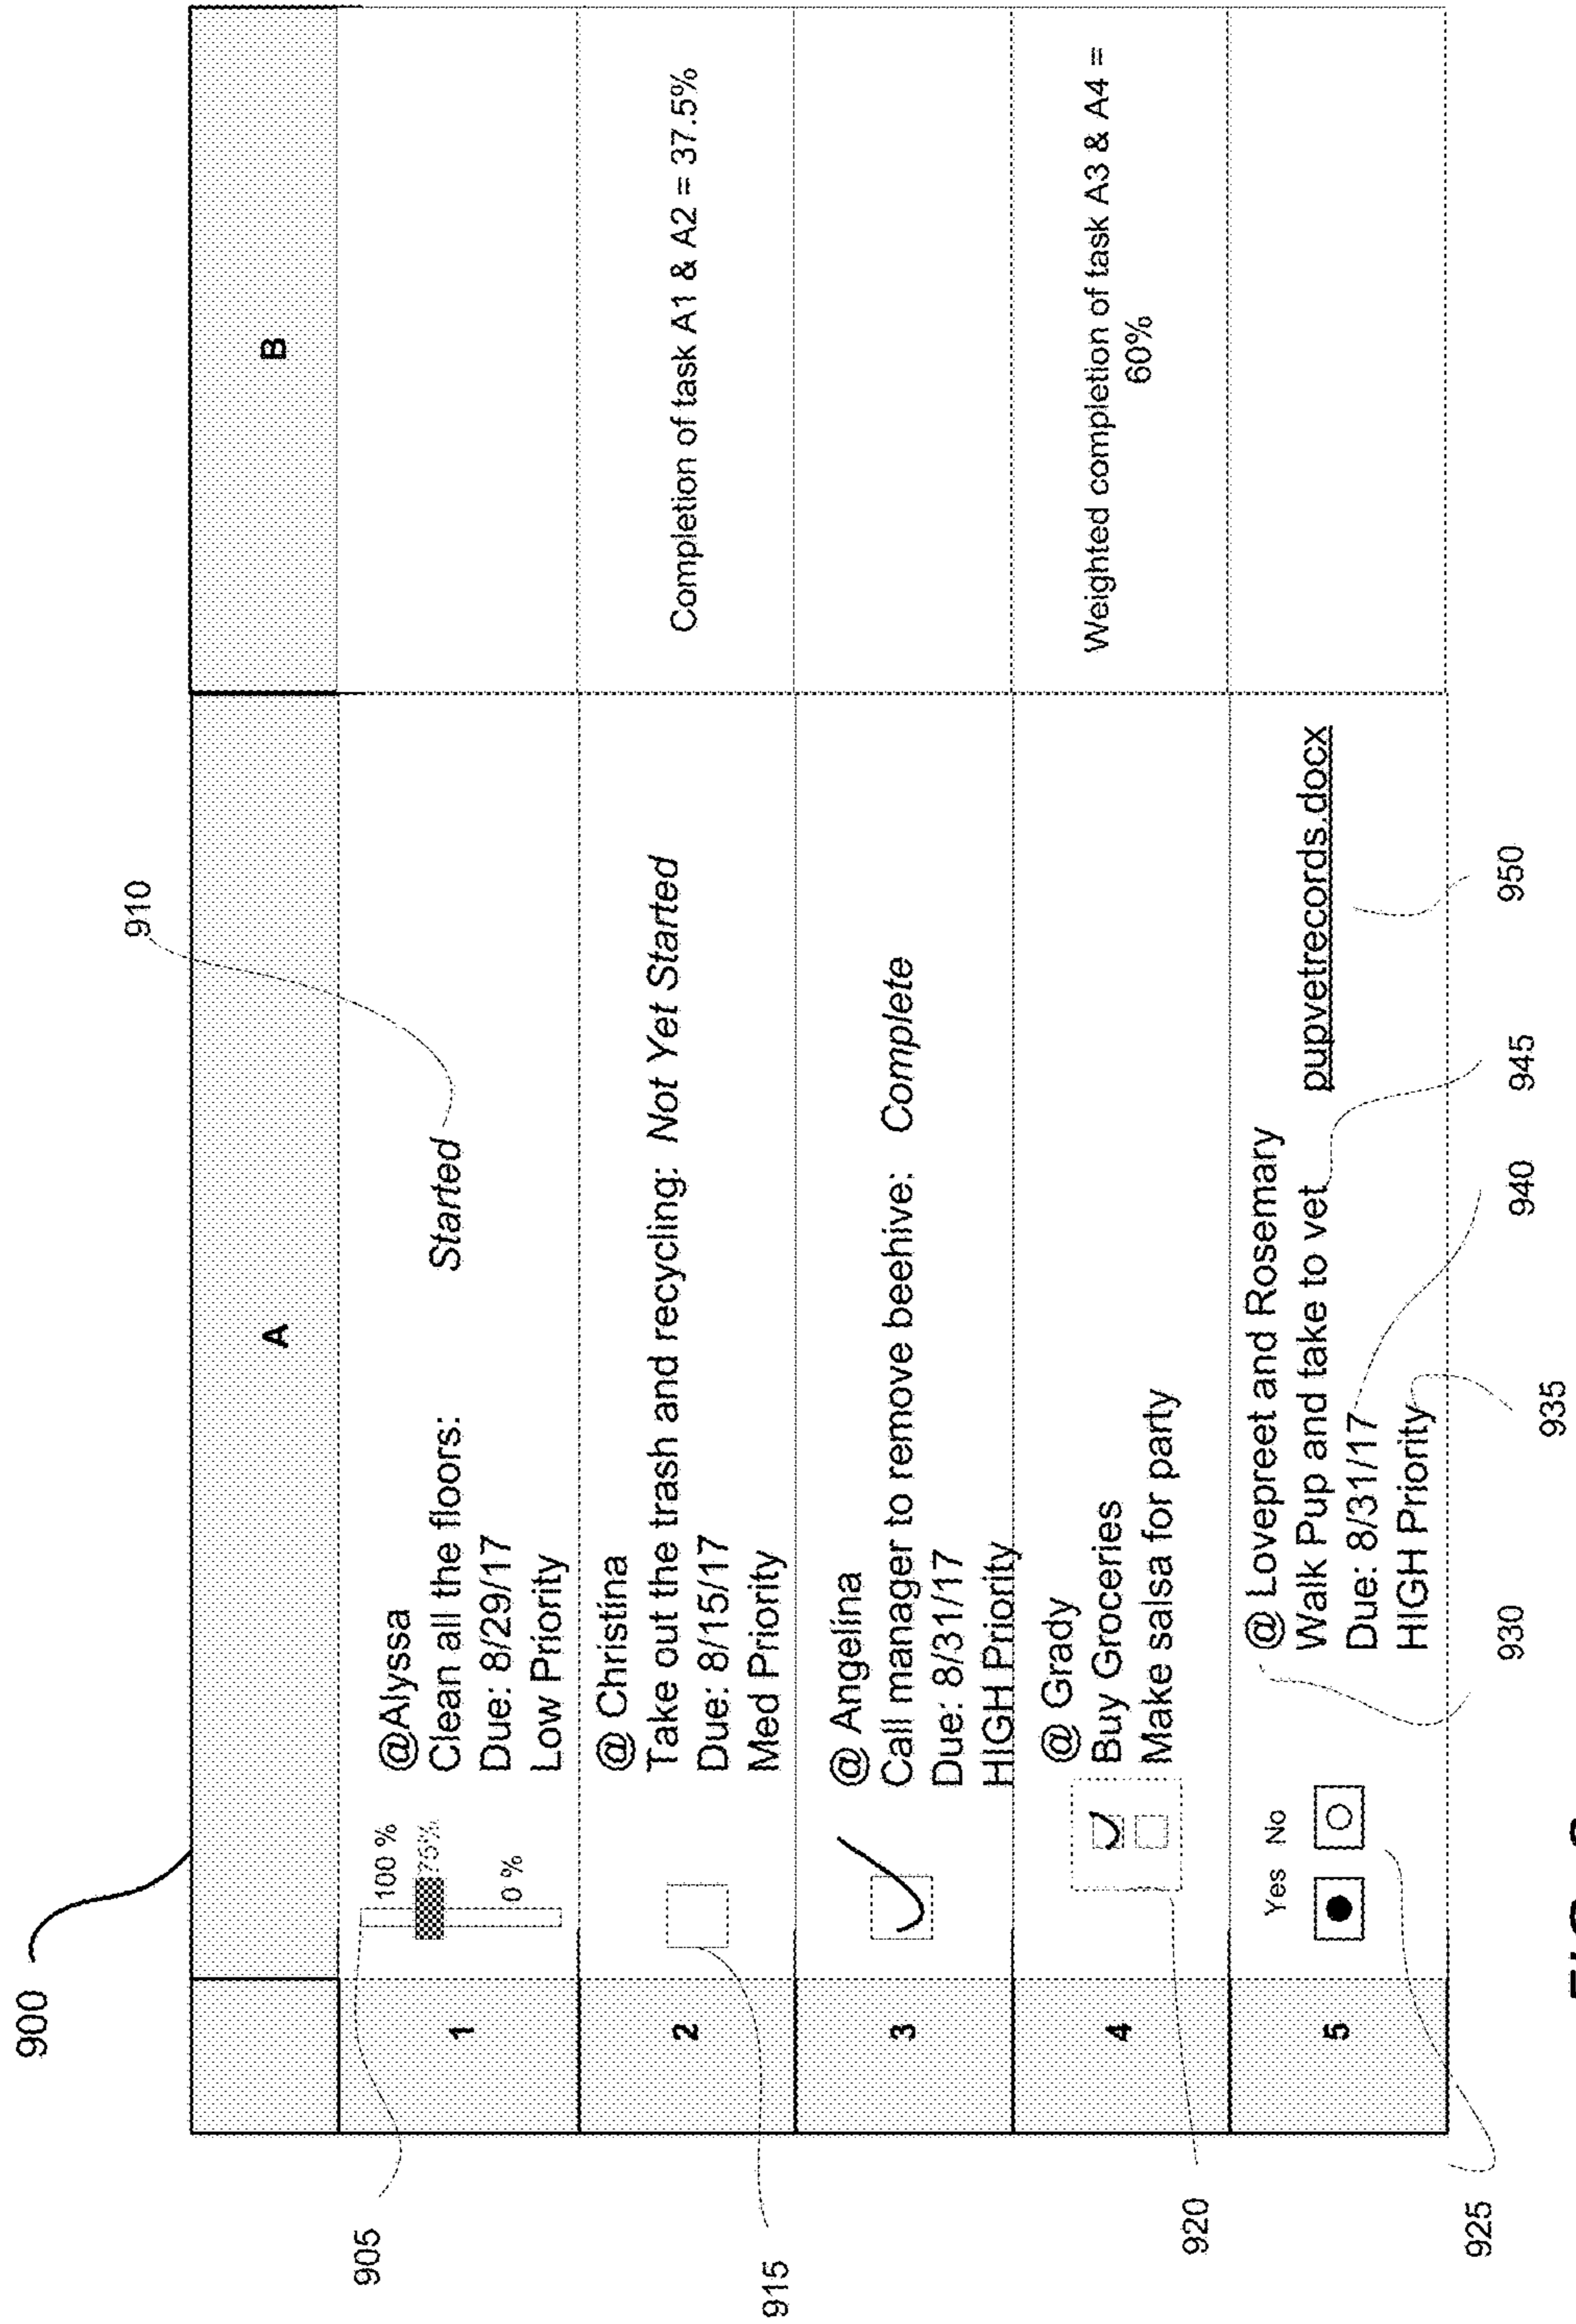 900
910
A
B
905
1
100 %
75%
0 %
@Alyssa
Clean all the floors:
Started
Due: 8/29/17
Low Priority
915
2
@ Christina
Take out the trash and recycling: Not Yet Started
Due: 8/15/17
Med Priority
Completion of task A1 & A2 = 37.5%
3
@ Angelina
Call manager to remove beehive: Complete
Due: 8/31/17
HIGH Priority
920
4
@ Grady
Buy Groceries
Make salsa for party
Weighted completion of task A3 & A4 =
60%
925
5
Yes No
@ Lovepreet and Rosemary
Walk Pup and take to vet pupvetrecords.docx
Due: 8/31/17
HIGH Priority
930
935
940
945
950